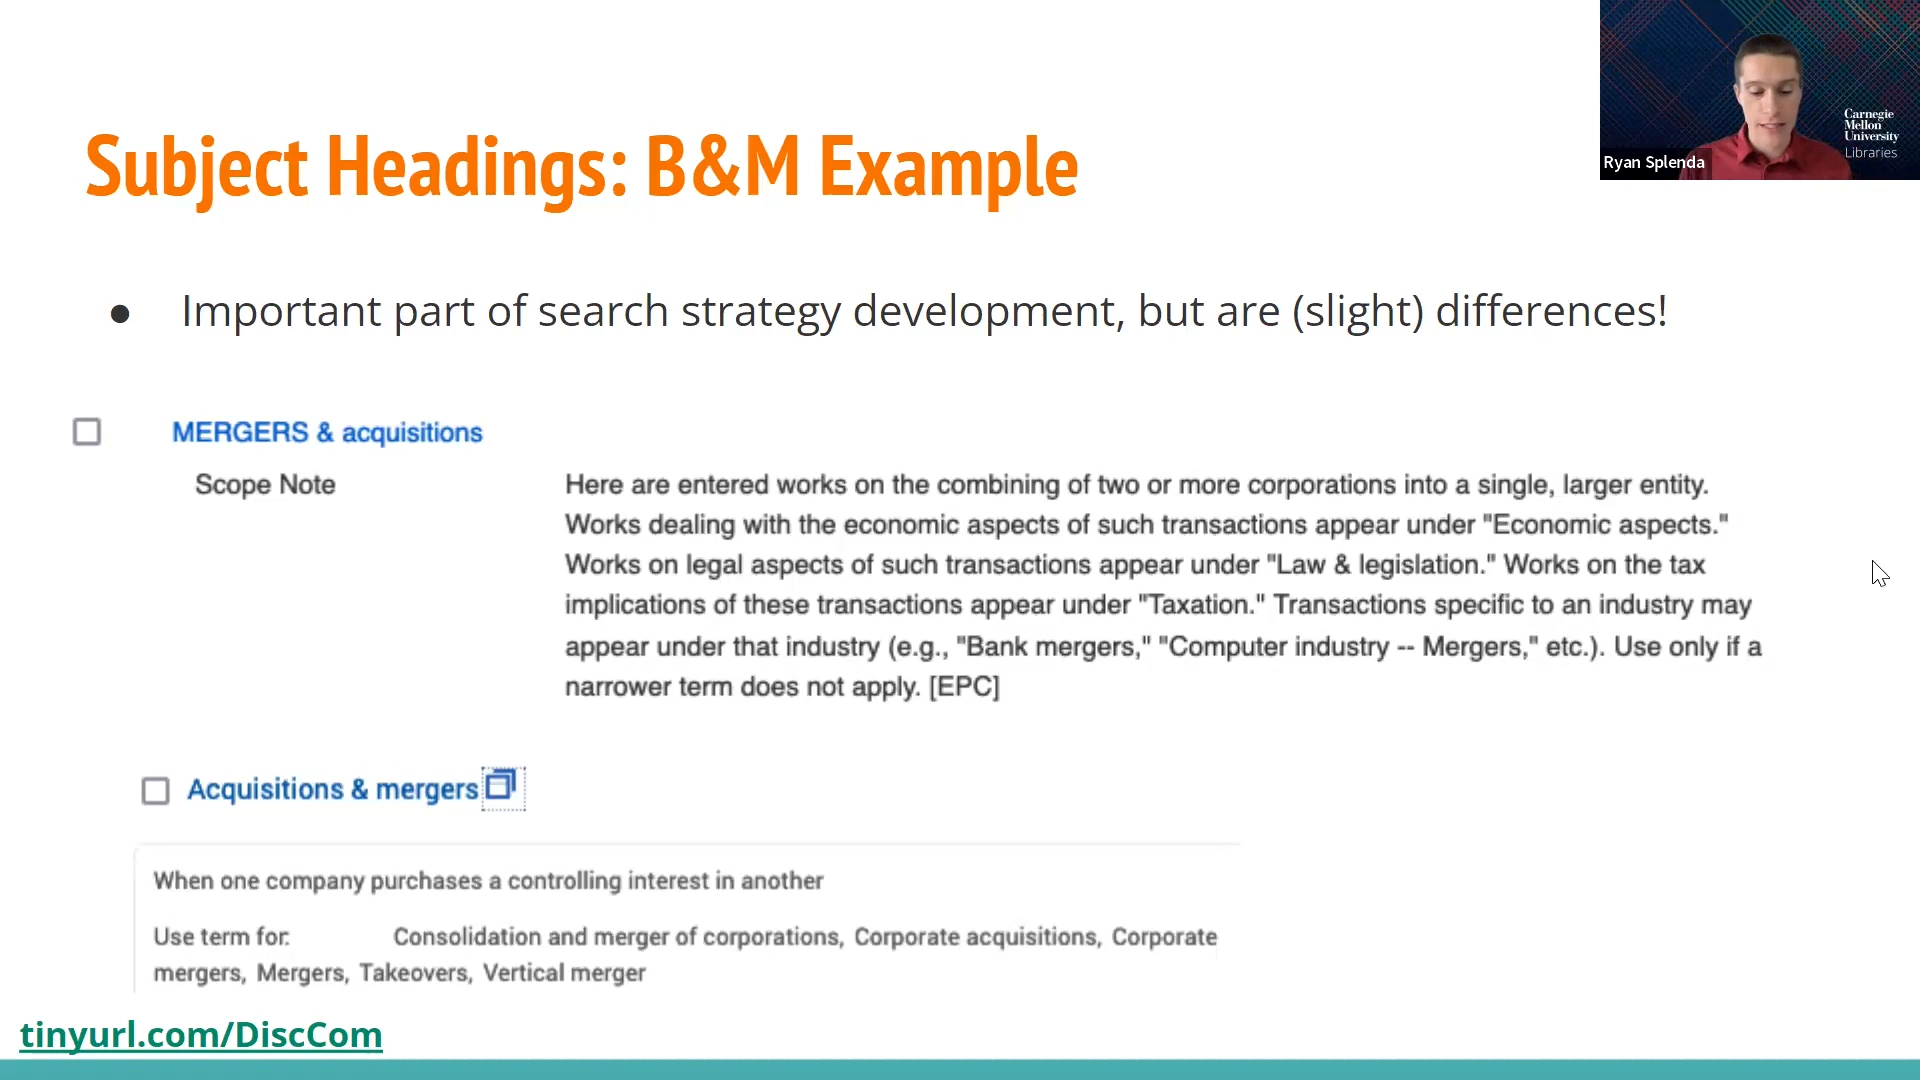 Carnegie
Mellon
University
Libraries
Ryan Splenda
Subject Headings: B&M Example
● Important part of search strategy development, but are (slight) differences!
MERGERS & acquisitions
Scope Note
Here are entered works on the combining of two or more corporations into a single, larger entity.
Works dealing with the economic aspects of such transactions appear under "Economic aspects."
Works on legal aspects of such transactions appear under "Law & legislation." Works on the tax
implications of these transactions appear under "Taxation." Transactions specific to an industry may
appear under that industry (e.g., "Bank mergers," "Computer industry -- Mergers," etc.). Use only if a
narrower term does not apply. [EPC]
Acquisitions & mergers
When one company purchases a controlling interest in another
Use term for: Consolidation and merger of corporations, Corporate acquisitions, Corporate
mergers, Mergers, Takeovers, Vertical merger
tinyurl.com/DiscCom